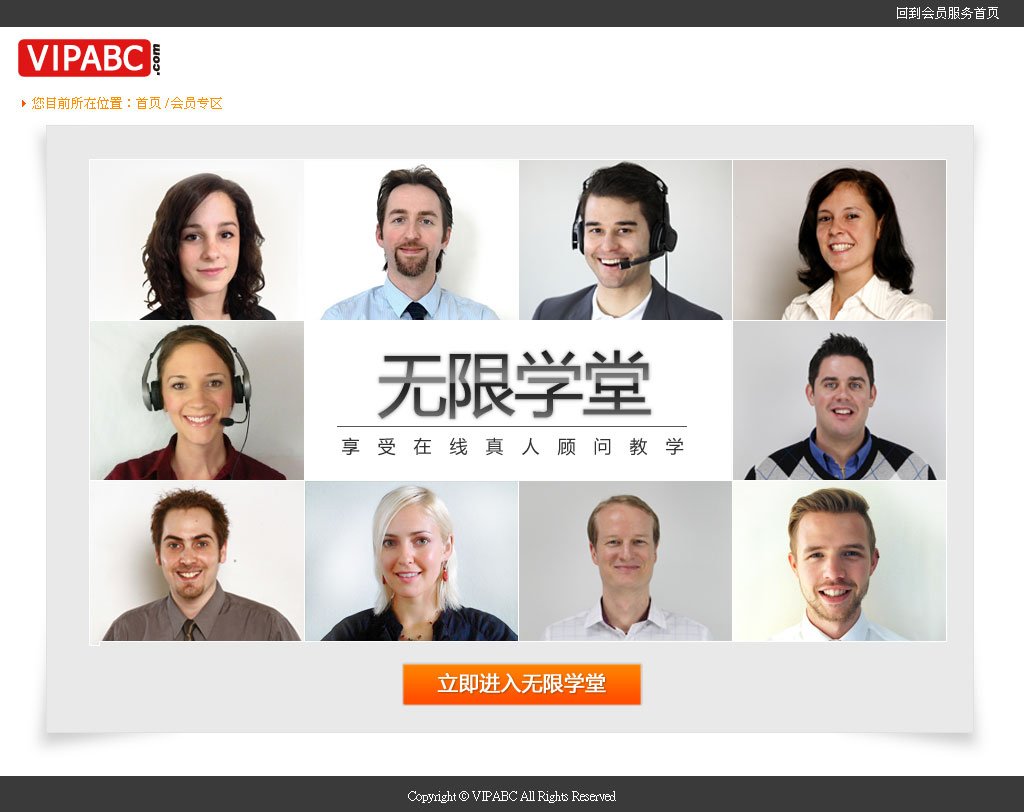 回到会员服务首页
VIPABC.com
您目前所在位置：首页 /会员专区
无限学堂
享受在线真人顾问教学
立即进入无限学堂
Copyright © VIPABC All Rights Reserved